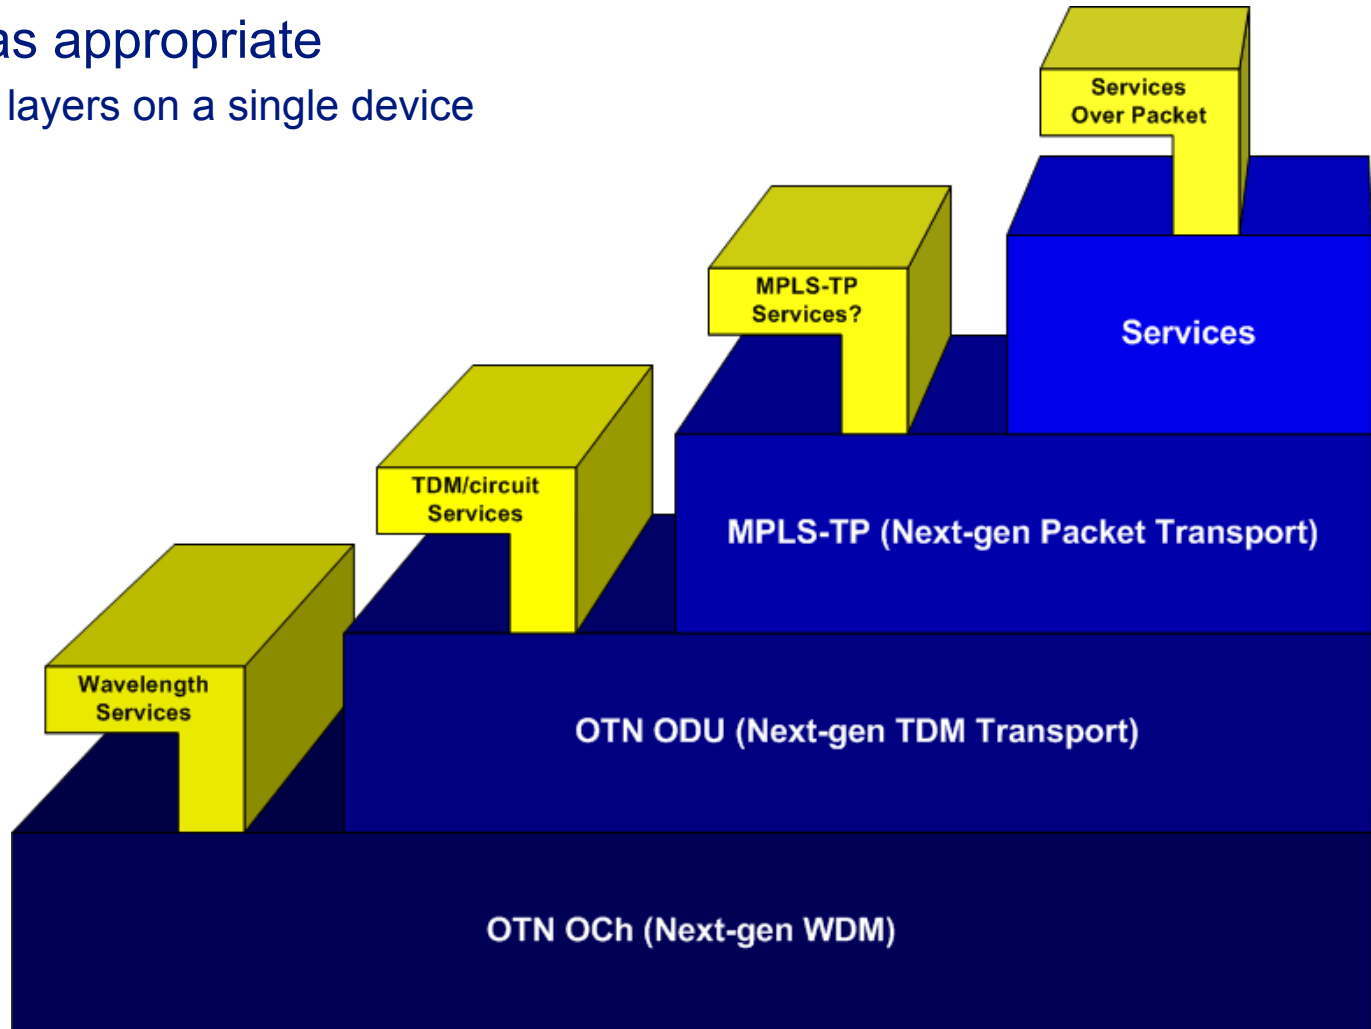 as appropriate
layers on a single device
Services
Over Packet
MPLS-TP
Services?
Services
TDM/circuit
Services
MPLS-TP (Next-gen Packet Transport)
Wavelength
Services
OTN ODU (Next-gen TDM Transport)
OTN OCh (Next-gen WDM)